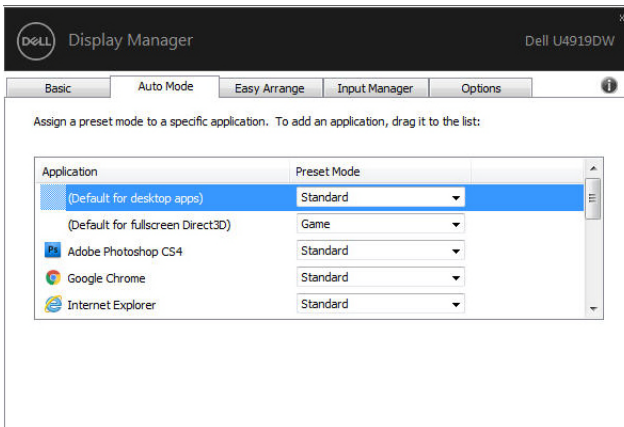 DELL Display Manager Dell U4919DW
Basic Auto Mode Easy Arrange Input Manager Options
Assign a preset mode to a specific application. To add an application, drag it to the list:
Application Preset Mode
(Default for desktop apps) Standard
(Default for fullscreen Direct3D) Game
Ps Adobe Photoshop CS4 Standard
Google Chrome Standard
Internet Explorer Standard